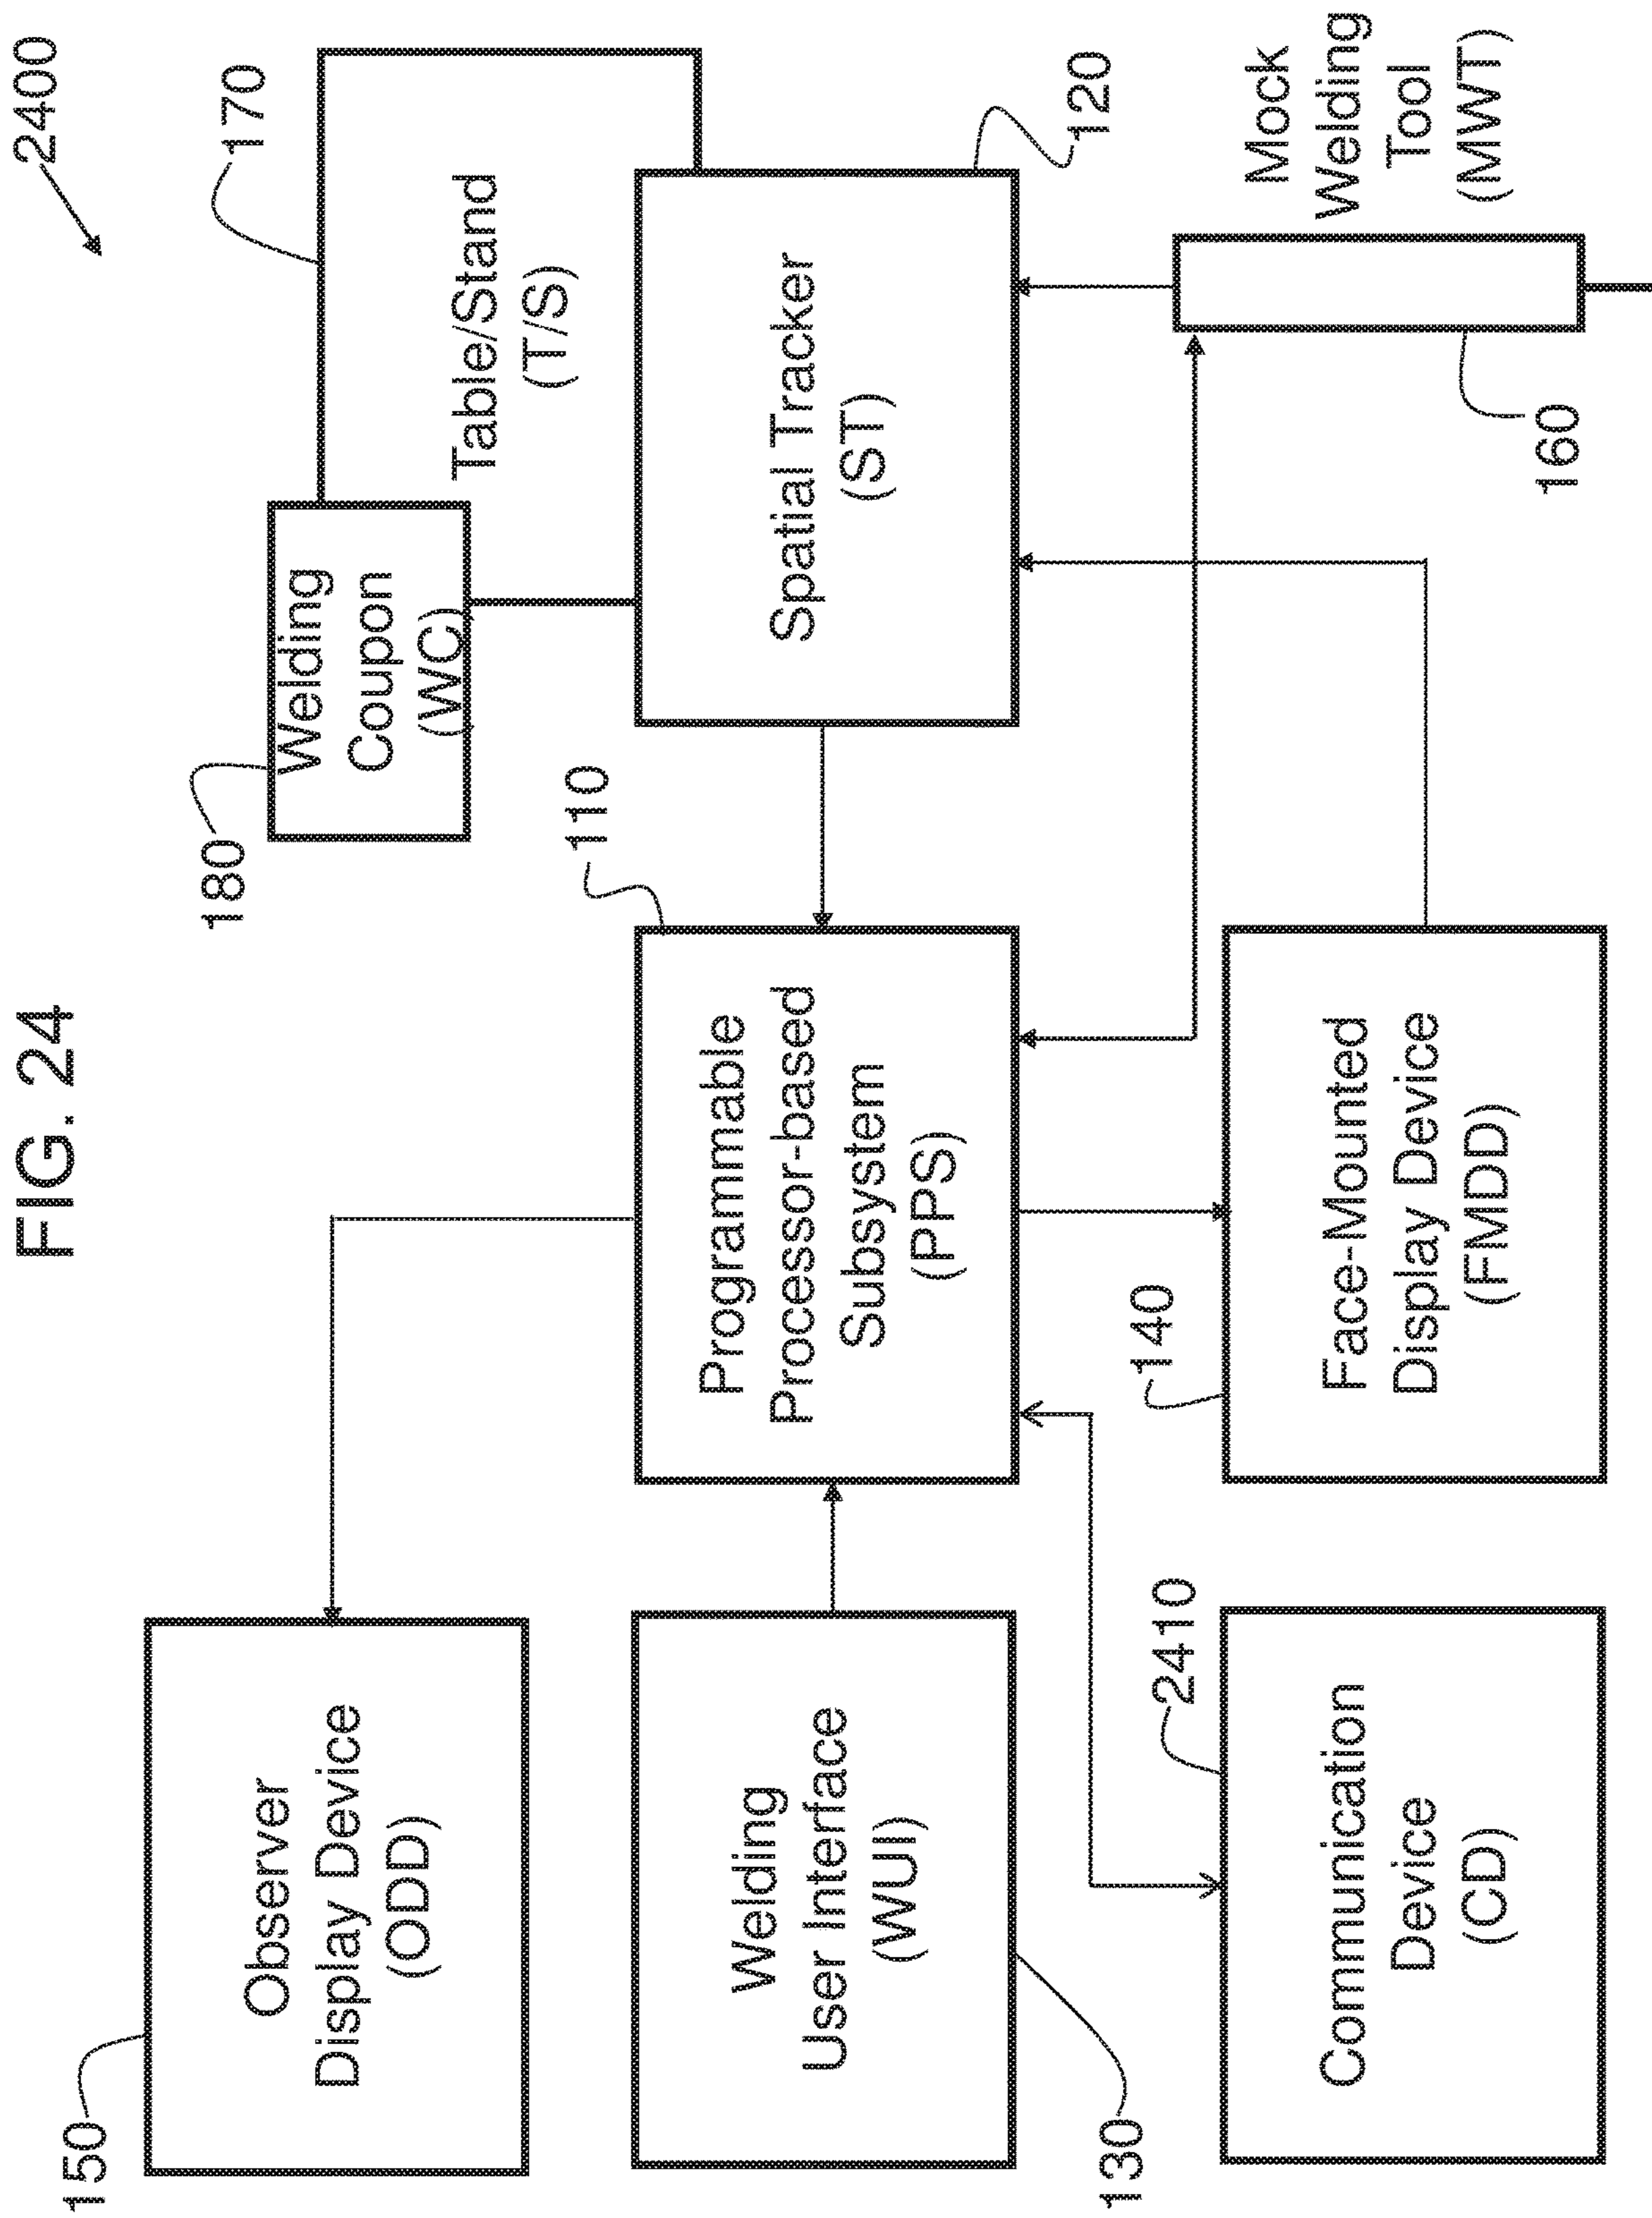 FIG. 24
2400
150
Observer
Display Device
(ODD)
180
Welding
Coupon
(WC)
170
Table/Stand
(T/S)
130
Welding
User Interface
(WUI)
110
Programmable
Processor-based
Subsystem
(PPS)
Spatial Tracker
(ST)
120
2410
Communication
Device
(CD)
140
Face-Mounted
Display Device
(FMDD)
160
Mock
Welding
Tool
(MWT)